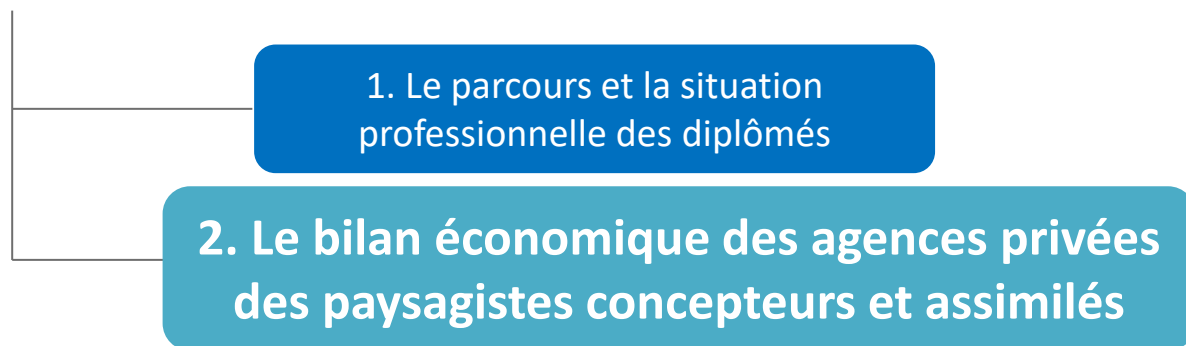 1. Le parcours et la situation
professionnelle des diplômés
2. Le bilan économique des agences privées
des paysagistes concepteurs et assimilés